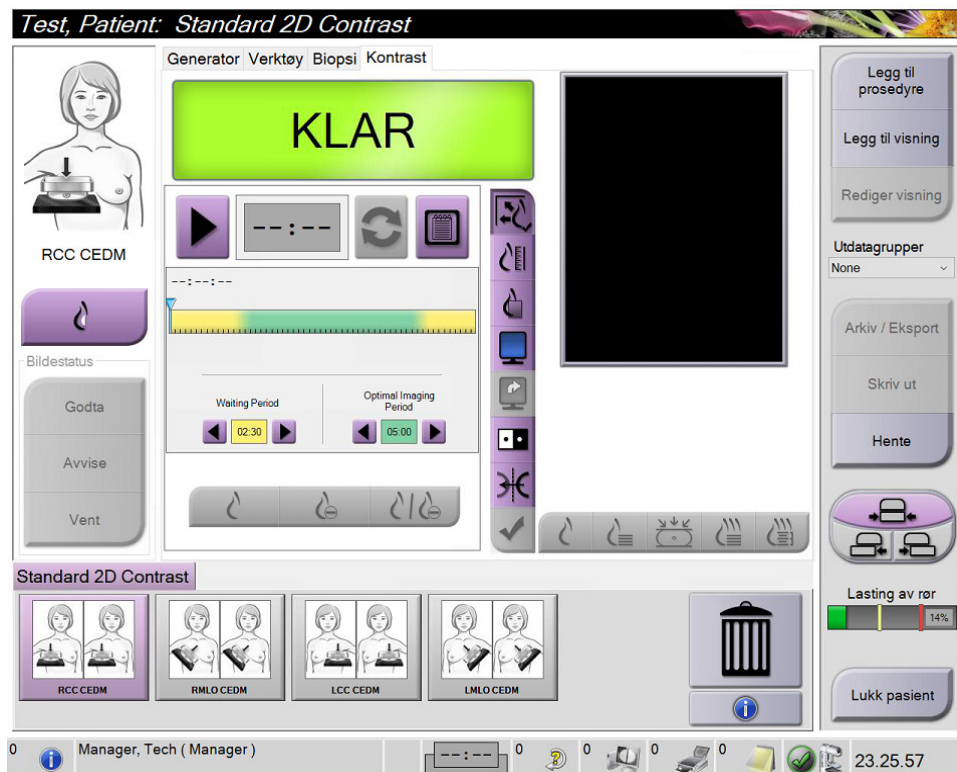 Test, Patient: Standard 2D Contrast
Generator Verktøy Biopsi Kontrast
KLAR
RCC CEDM
--:--
--:--:--
Waiting Period
02:30
Optimal Imaging
Period
05:00
Bildestatus
Godta
Avvise
Vent
Legg til
prosedyre
Legg til visning
Rediger visning
Utdatagrupper
None
Arkiv / Eksport
Skriv ut
Hente
Lasting av rør
14%
Lukk pasient
Standard 2D Contrast
RCC CEDM
RMLO CEDM
LCC CEDM
LMLO CEDM
0 Manager, Tech ( Manager ) --:-- 0 0 0 0 23.25.57